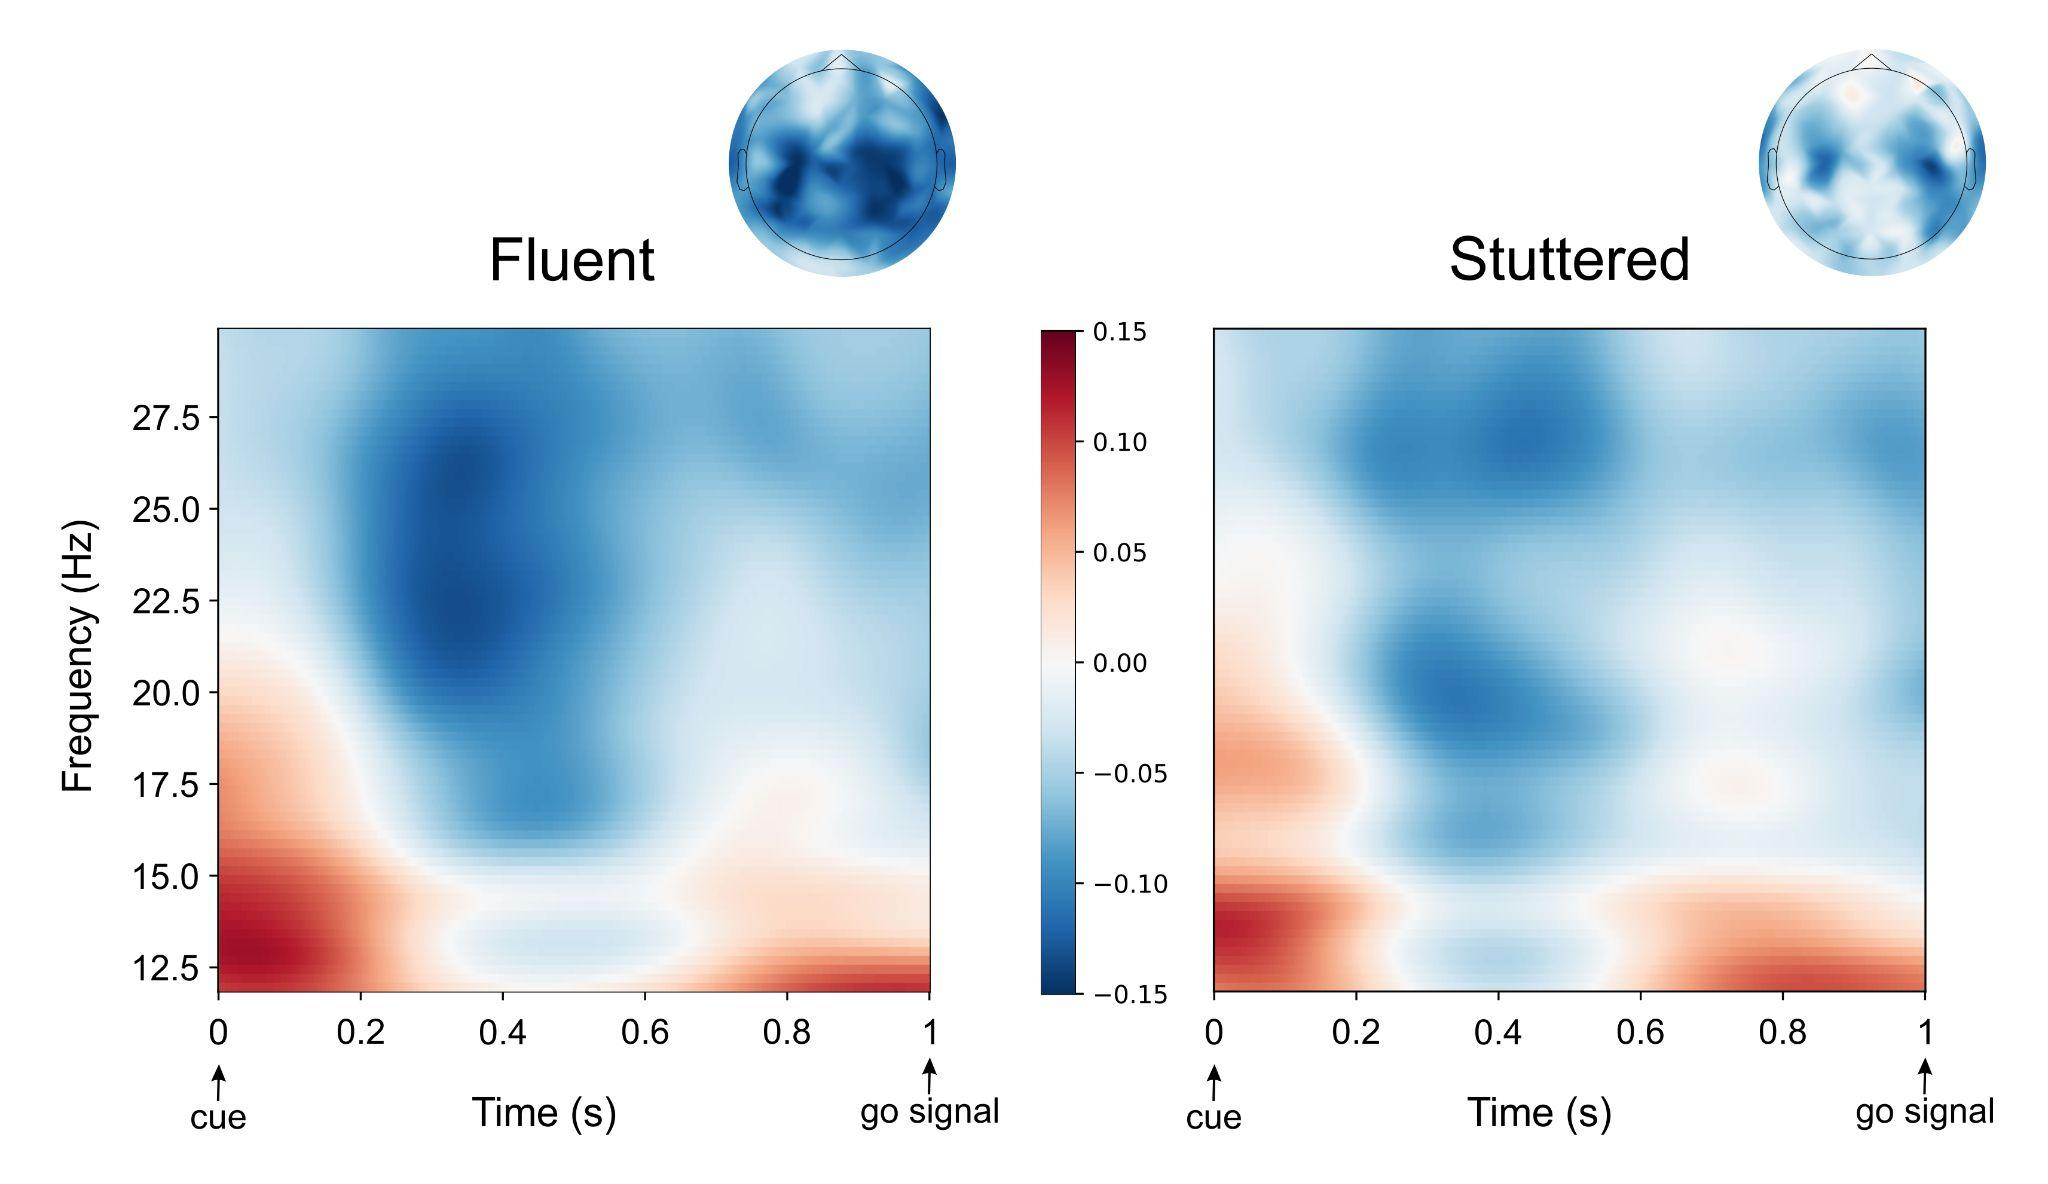 Fluent
Stuttered
27.5
25.0
22.5
20.0
17.5
15.0
12.5
Frequency (Hz)
0 0.2 0.4 0.6 0.8 1
cue
Time (s)
go signal
0.15
0.10
0.05
0.00
−0.05
−0.10
−0.15
0 0.2 0.4 0.6 0.8 1
cue
Time (s)
go signal